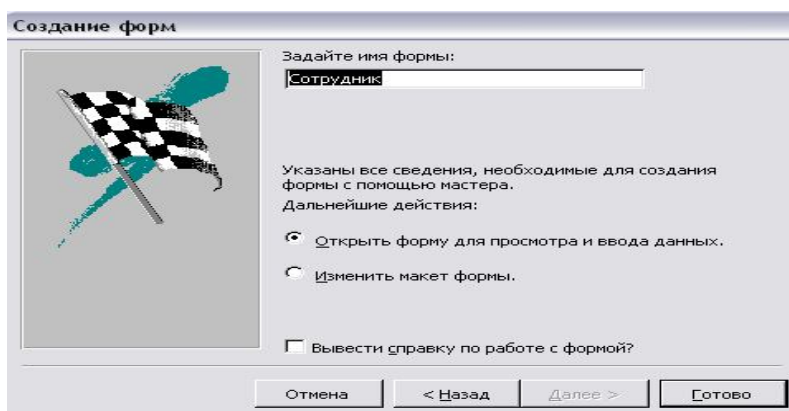 Создание форм
Задайте имя формы:
Сотрудник
Указаны все сведения, необходимые для создания
формы с помощью мастера.
Дальнейшие действия:
Открыть форму для просмотра и ввода данных.
Изменить макет формы.
Вывести справку по работе с формой?
Отмена
< Назад
Далее >
Готово